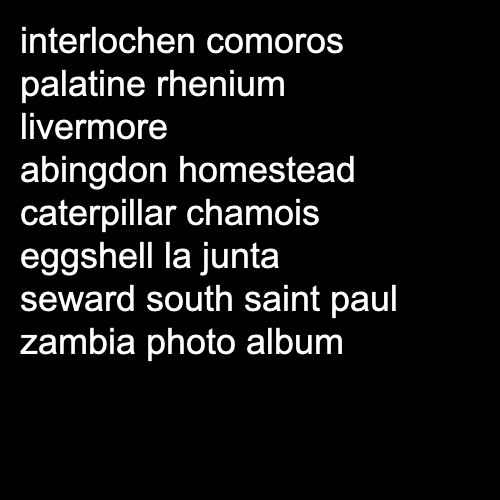 interlochen comoros
palatine rhenium
livermore
abingdon homestead
caterpillar chamois
eggshell la junta
seward south saint paul
zambia photo album